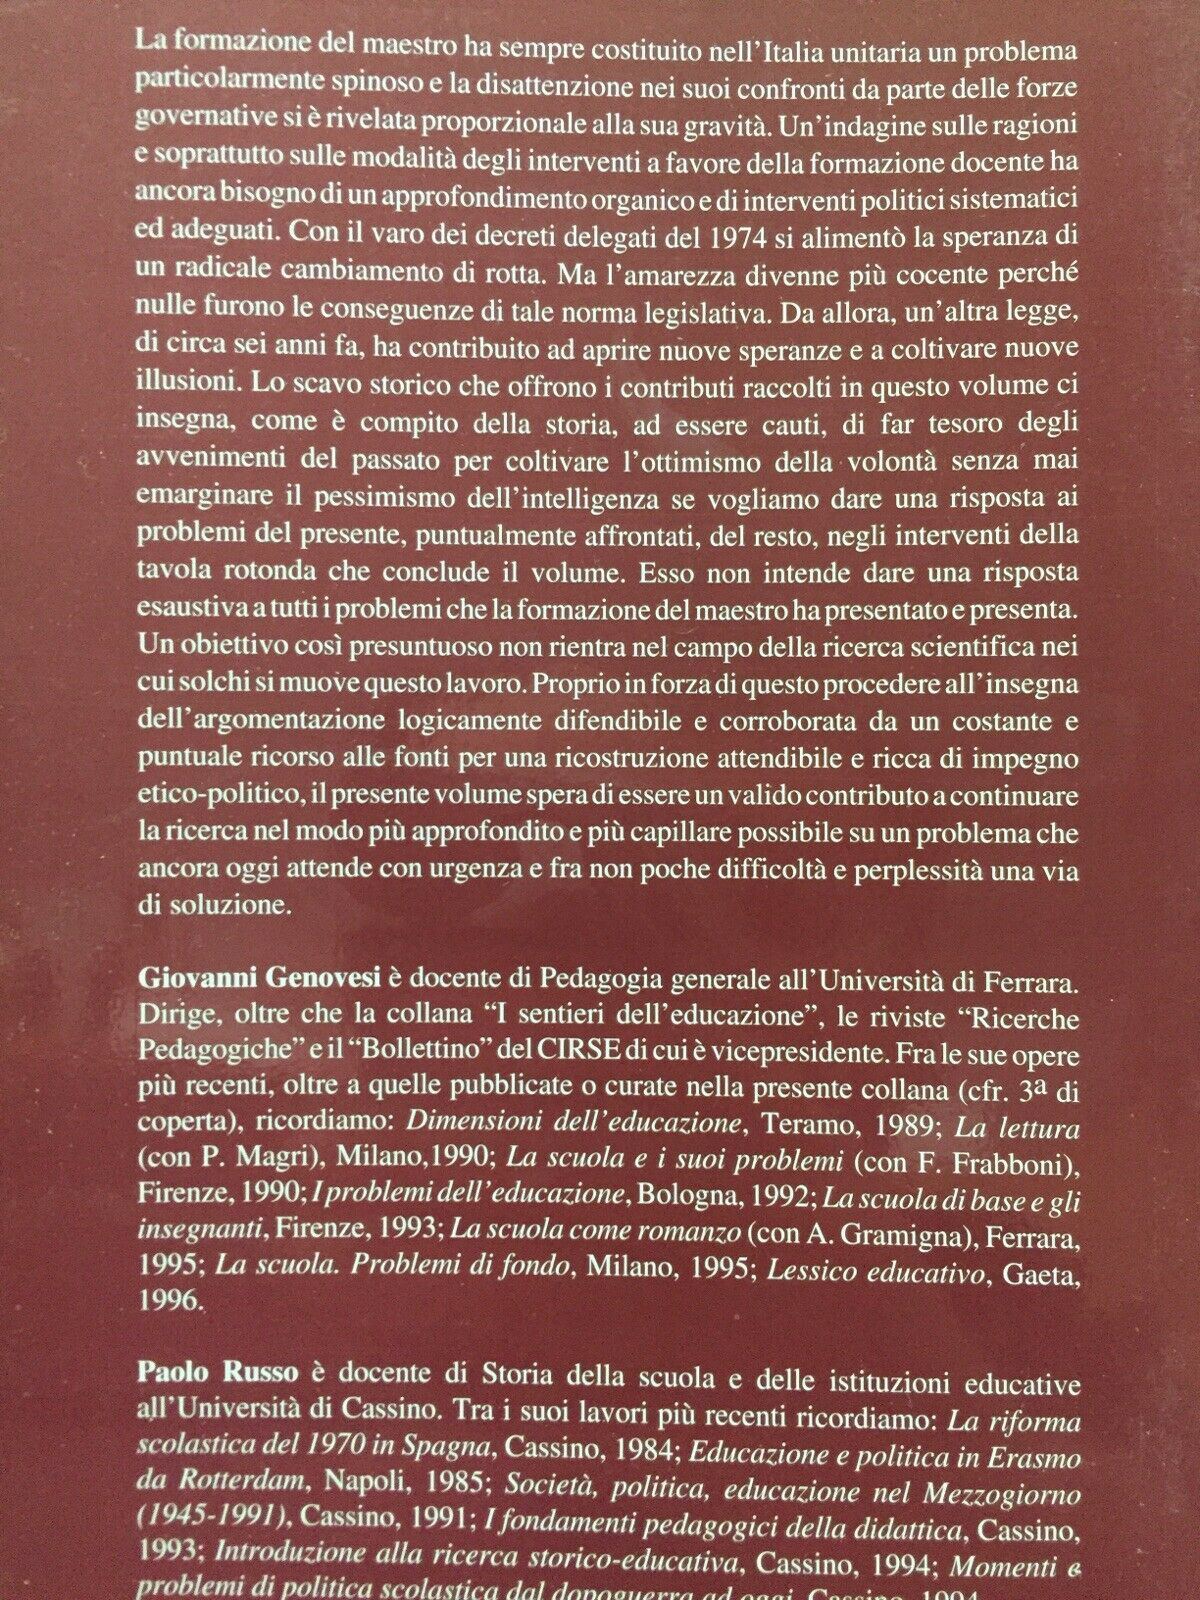 La formazione del maestro ha sempre costituito nell'Italia unitaria un problema
particolarmente spinoso e la disattenzione nei suoi confronti da parte delle forze
governative si è rivelata proporzionale alla sua gravità. Un'indagine sulle ragioni
e soprattutto sulle modalità degli interventi a favore della formazione docente ha
ancora bisogno di un approfondimento organico e di interventi politici sistematici
ed adeguati. Con il varo dei decreti delegati del 1974 si alimentò la speranza di
un radicale cambiamento di rotta. Ma l'amarezza divenne più cocente perché
nulle furono le conseguenze di tale norma legislativa. Da allora, un'altra legge,
di circa sei anni fa, ha contribuito ad aprire nuove speranze e a coltivare nuove
illusioni. Lo scavo storico che offrono i contributi raccolti in questo volume ci
insegna, come è compito della storia, ad essere cauti, di far tesoro degli
avvenimenti del passato per coltivare l'ottimismo della volontà senza mai
emarginare il pessimismo dell'intelligenza se vogliamo dare una risposta ai
problemi del presente, puntualmente affrontati, del resto, negli interventi della
tavola rotonda che conclude il volume. Esso non intende dare una risposta
esaustiva a tutti i problemi che la formazione del maestro ha presentato e presenta.
Un obiettivo così presuntuoso non rientra nel campo della ricerca scientifica nei
cui solchi si muove questo lavoro. Proprio in forza di questo procedere all'insegna
dell'argomentazione logicamente difendibile e corroborata da un costante e
puntuale ricorso alle fonti per una ricostruzione attendibile e ricca di impegno
etico-politico, il presente volume spera di essere un valido contributo a continuare
la ricerca nel modo più approfondito e più capillare possibile su un problema che
ancora oggi attende con urgenza e fra non poche difficoltà e perplessità una via
di soluzione.
Giovanni Genovesi è docente di Pedagogia generale all'Università di Ferrara.
Dirige, oltre che la collana “I sentieri dell'educazione”, le riviste “Ricerche
Pedagogiche” e il “Bollettino” del CIRSE di cui è vicepresidente. Fra le sue opere
più recenti, oltre a quelle pubblicate o curate nella presente collana (cfr. 3ª di
coperta), ricordiamo: Dimensioni dell'educazione, Teramo, 1989; La lettura
(con P. Magri), Milano,1990; La scuola e i suoi problemi (con F. Frabboni),
Firenze, 1990; I problemi dell'educazione, Bologna, 1992; La scuola di base e gli
insegnanti, Firenze, 1993; La scuola come romanzo (con A. Gramigna), Ferrara,
1995; La scuola. Problemi di fondo, Milano, 1995; Lessico educativo, Gaeta,
1996.
Paolo Russo è docente di Storia della scuola e delle istituzioni educative
all'Università di Cassino. Tra i suoi lavori più recenti ricordiamo: La riforma
scolastica del 1970 in Spagna, Cassino, 1984; Educazione e politica in Erasmo
da Rotterdam, Napoli, 1985; Società, politica, educazione nel Mezzogiorno
(1945-1991), Cassino, 1991; I fondamenti pedagogici della didattica, Cassino,
1993; Introduzione alla ricerca storico-educativa, Cassino, 1994; Momenti e
problemi di politica scolastica dal dopoguerra ad oggi, Cassino, 1994